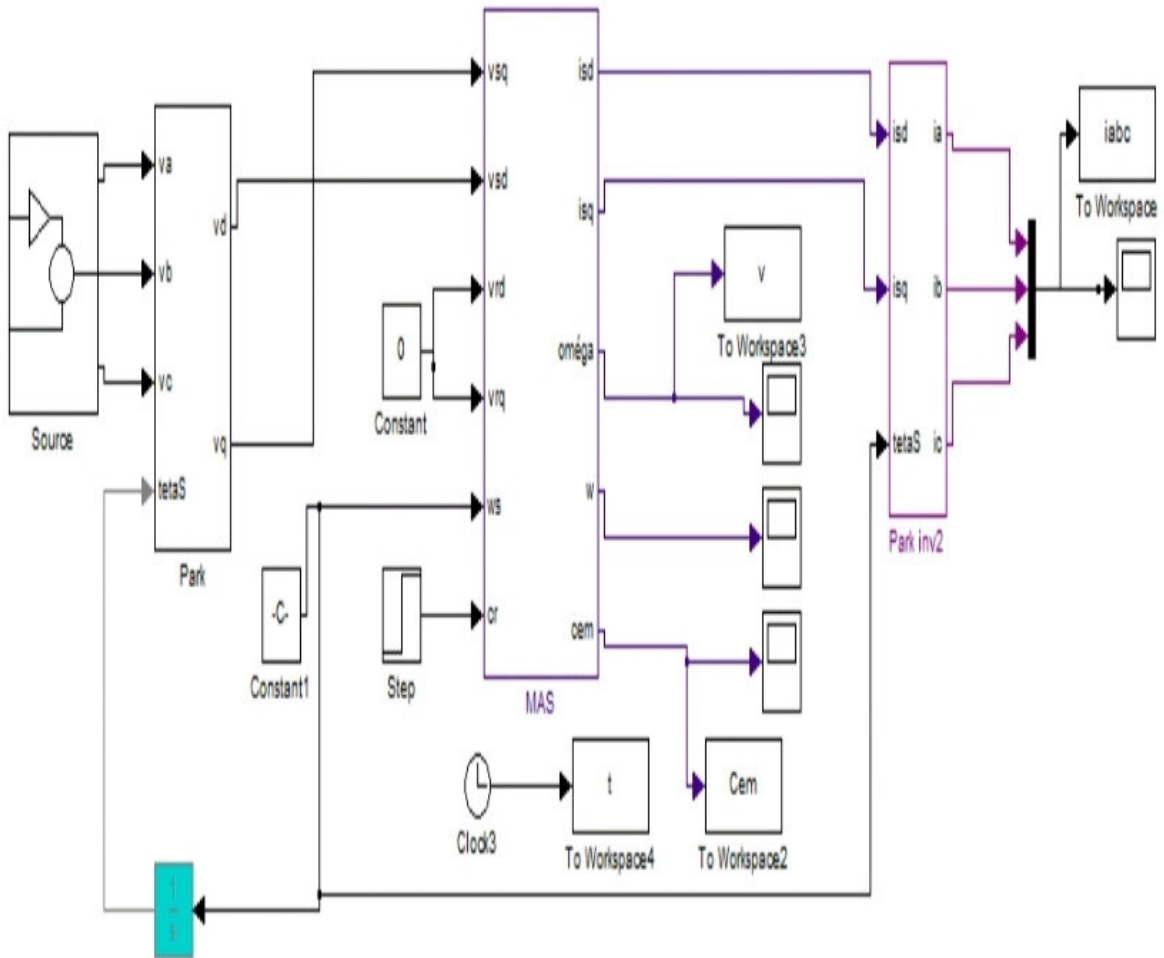 va
vb
vc
tetaS
vd
vq
Source
Park
vsq
vsd
vrd
vrq
ws
cr
isd
isq
oméga
w
cem
MAS
0
Constant
-C-
Constant1
Step
v
To Workspace3
isd
isq
tetaS
ia
ib
ic
Park inv2
iabc
To Workspace
Clock3
t
To Workspace4
Cem
To Workspace2
1
s